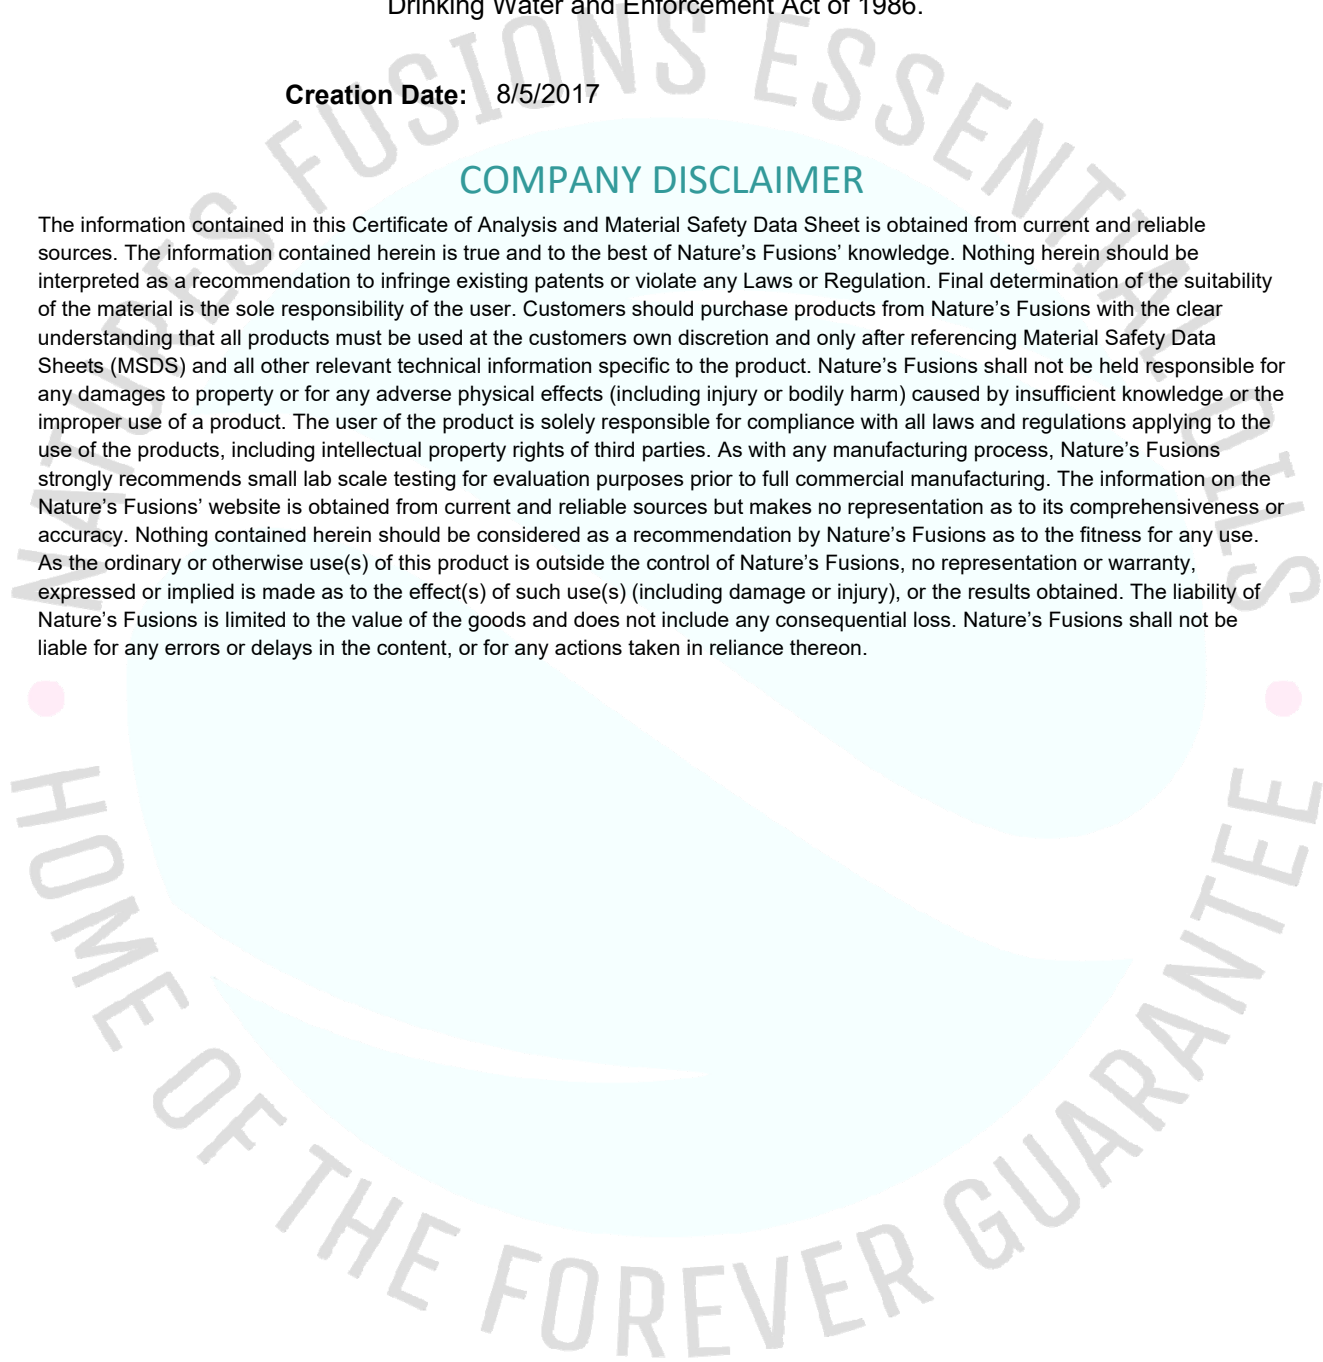 Drinking Water and Enforcement Act of 1986.
Creation Date: 8/5/2017
COMPANY DISCLAIMER
The information contained in this Certificate of Analysis and Material Safety Data Sheet is obtained from current and reliable
sources. The information contained herein is true and to the best of Nature’s Fusions’ knowledge. Nothing herein should be
interpreted as a recommendation to infringe existing patents or violate any Laws or Regulation. Final determination of the suitability
of the material is the sole responsibility of the user. Customers should purchase products from Nature’s Fusions with the clear
understanding that all products must be used at the customers own discretion and only after referencing Material Safety Data
Sheets (MSDS) and all other relevant technical information specific to the product. Nature’s Fusions shall not be held responsible for
any damages to property or for any adverse physical effects (including injury or bodily harm) caused by insufficient knowledge or the
improper use of a product. The user of the product is solely responsible for compliance with all laws and regulations applying to the
use of the products, including intellectual property rights of third parties. As with any manufacturing process, Nature’s Fusions
strongly recommends small lab scale testing for evaluation purposes prior to full commercial manufacturing. The information on the
Nature’s Fusions’ website is obtained from current and reliable sources but makes no representation as to its comprehensiveness or
accuracy. Nothing contained herein should be considered as a recommendation by Nature’s Fusions as to the fitness for any use.
As the ordinary or otherwise use(s) of this product is outside the control of Nature’s Fusions, no representation or warranty,
expressed or implied is made as to the effect(s) of such use(s) (including damage or injury), or the results obtained. The liability of
Nature’s Fusions is limited to the value of the goods and does not include any consequential loss. Nature’s Fusions shall not be
liable for any errors or delays in the content, or for any actions taken in reliance thereon.
NATURES FUSIONS ESSENTIAL OILS
HOME OF THE FOREVER GUARANTEE